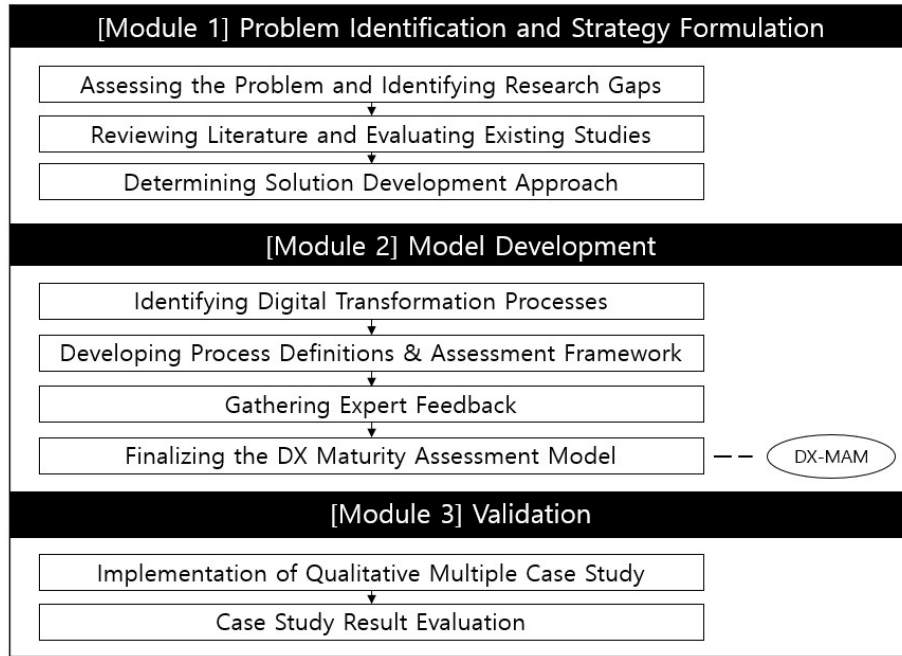 [Module 1] Problem Identification and Strategy Formulation
Assessing the Problem and Identifying Research Gaps
Reviewing Literature and Evaluating Existing Studies
Determining Solution Development Approach
[Module 2] Model Development
Identifying Digital Transformation Processes
Developing Process Definitions & Assessment Framework
Gathering Expert Feedback
Finalizing the DX Maturity Assessment Model
DX-MAM
[Module 3] Validation
Implementation of Qualitative Multiple Case Study
Case Study Result Evaluation